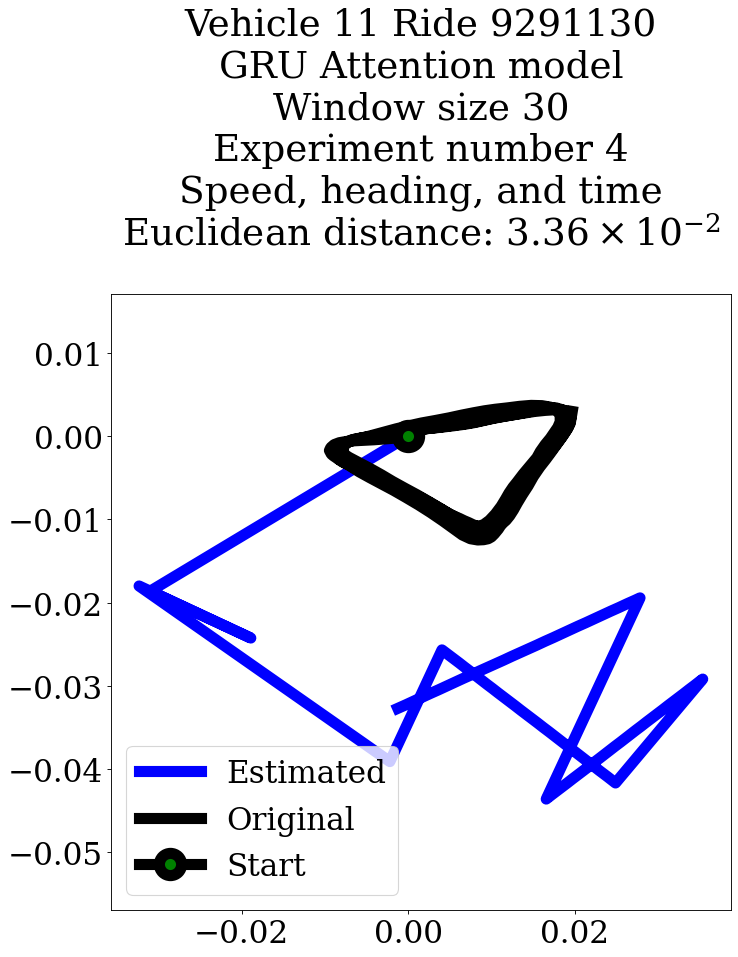 Vehicle 11 Ride 9291130
GRU Attention model
Window size 30
Experiment number 4
Speed, heading, and time
Euclidean distance: 3.36 × 10⁻²
0.01
0.00
−0.01
−0.02
−0.03
−0.04
−0.05
Estimated
Original
Start
−0.02 0.00 0.02